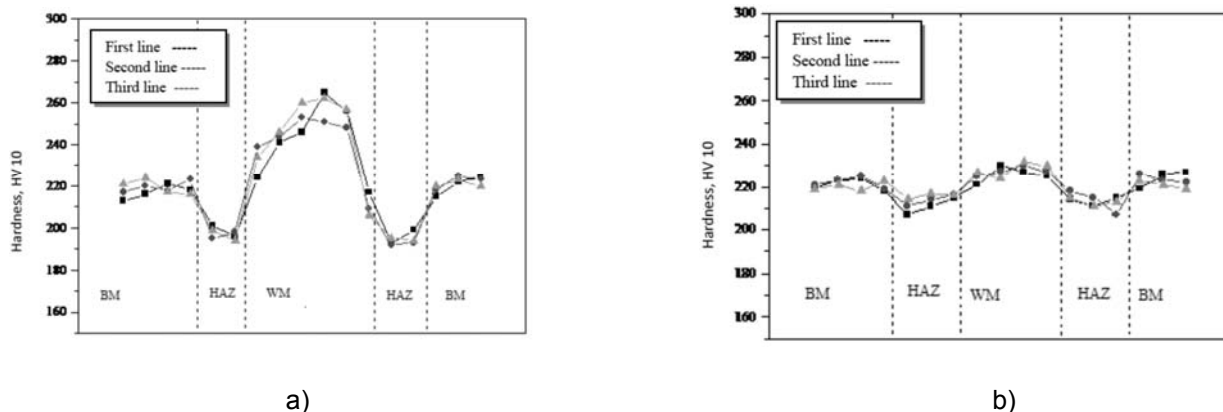 300
280
260
240
220
200
180
160
Hardness, HV 10
First line
Second line
Third line
BM
HAZ
WM
HAZ
BM
a)
300
280
260
240
220
200
180
160
Hardness, HV 10
First line
Second line
Third line
BM
HAZ
WM
HAZ
BM
b)